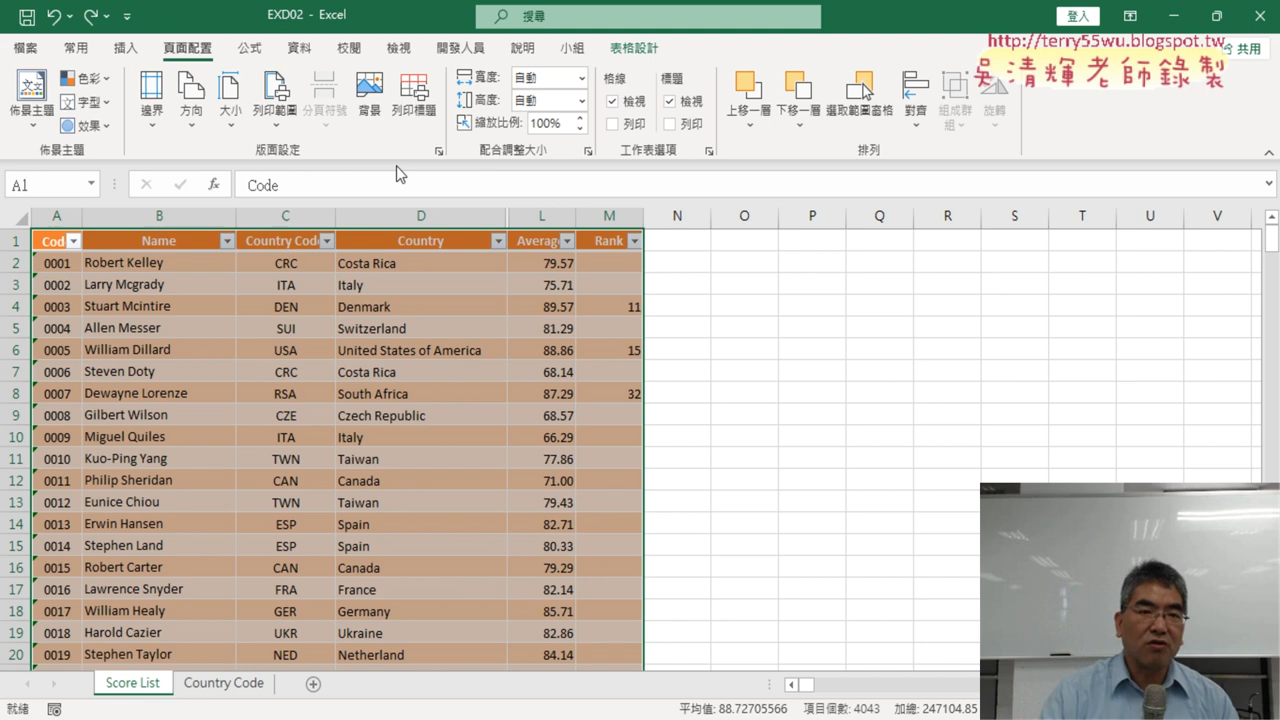 EXD02 - Excel
搜尋
登入
檔案 常用 插入 頁面配置 公式 資料 校閱 檢視 開發人員 說明 小組 表格設計 共用
http://terry55wu.blogspot.tw
吳清輝老師錄製
佈景主題 色彩 字型 效果 邊界 方向 大小 列印範圍 分頁符號 背景 列印標題
寬度: 自動 高度: 自動 縮放比例: 100%
格線 標題
檢視 檢視
列印 列印
上移一層 下移一層 選取範圍窗格 對齊 組成群組 旋轉
佈景主題 版面設定 配合調整大小 工作表選項 排列
A1 fx Code
A B C D L M N O P Q R S T U V
1 Cod Name Country Cod Country Averag Rank
2 0001 Robert Kelley CRC Costa Rica 79.57
3 0002 Larry Mcgrady ITA Italy 75.71
4 0003 Stuart Mcintire DEN Denmark 89.57 11
5 0004 Allen Messer SUI Switzerland 81.29
6 0005 William Dillard USA United States of America 88.86 15
7 0006 Steven Doty CRC Costa Rica 68.14
8 0007 Dewayne Lorenze RSA South Africa 87.29 32
9 0008 Gilbert Wilson CZE Czech Republic 68.57
10 0009 Miguel Quiles ITA Italy 66.29
11 0010 Kuo-Ping Yang TWN Taiwan 77.86
12 0011 Philip Sheridan CAN Canada 71.00
13 0012 Eunice Chiou TWN Taiwan 79.43
14 0013 Erwin Hansen ESP Spain 82.71
15 0014 Stephen Land ESP Spain 80.33
16 0015 Robert Carter CAN Canada 79.29
17 0016 Lawrence Snyder FRA France 82.14
18 0017 William Healy GER Germany 85.71
19 0018 Harold Cazier UKR Ukraine 82.86
20 0019 Stephen Taylor NED Netherland 84.14
Score List Country Code
就緒 平均值: 88.72705566 項目個數: 4043 加總: 247104.85